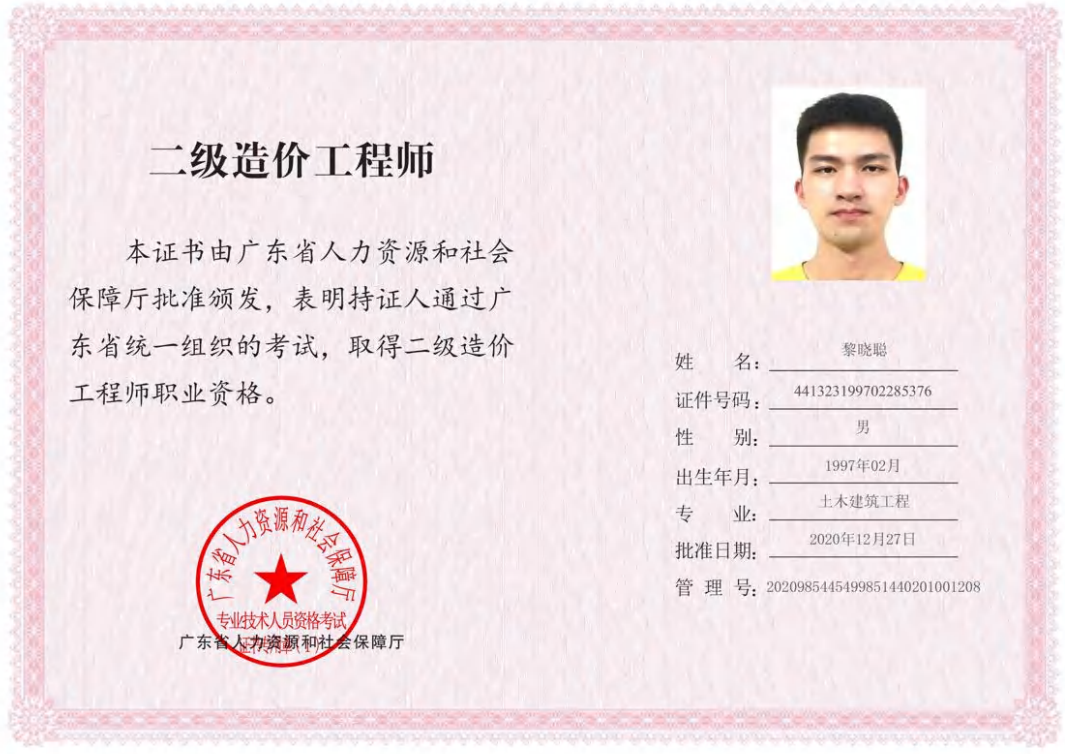 二级造价工程师
本证书由广东省人力资源和社会
保障厅批准颁发，表明持证人通过广
东省统一组织的考试，取得二级造价
工程师职业资格。
广东省人力资源和社会保障厅
专业技术人员资格考试
广东省人力资源和社会保障厅
姓 名：黎晓聪
证件号码：441323199702285376
性 别：男
出生年月：1997年02月
专 业：土木建筑工程
批准日期：2020年12月27日
管 理 号：20209854454998514402010​01208